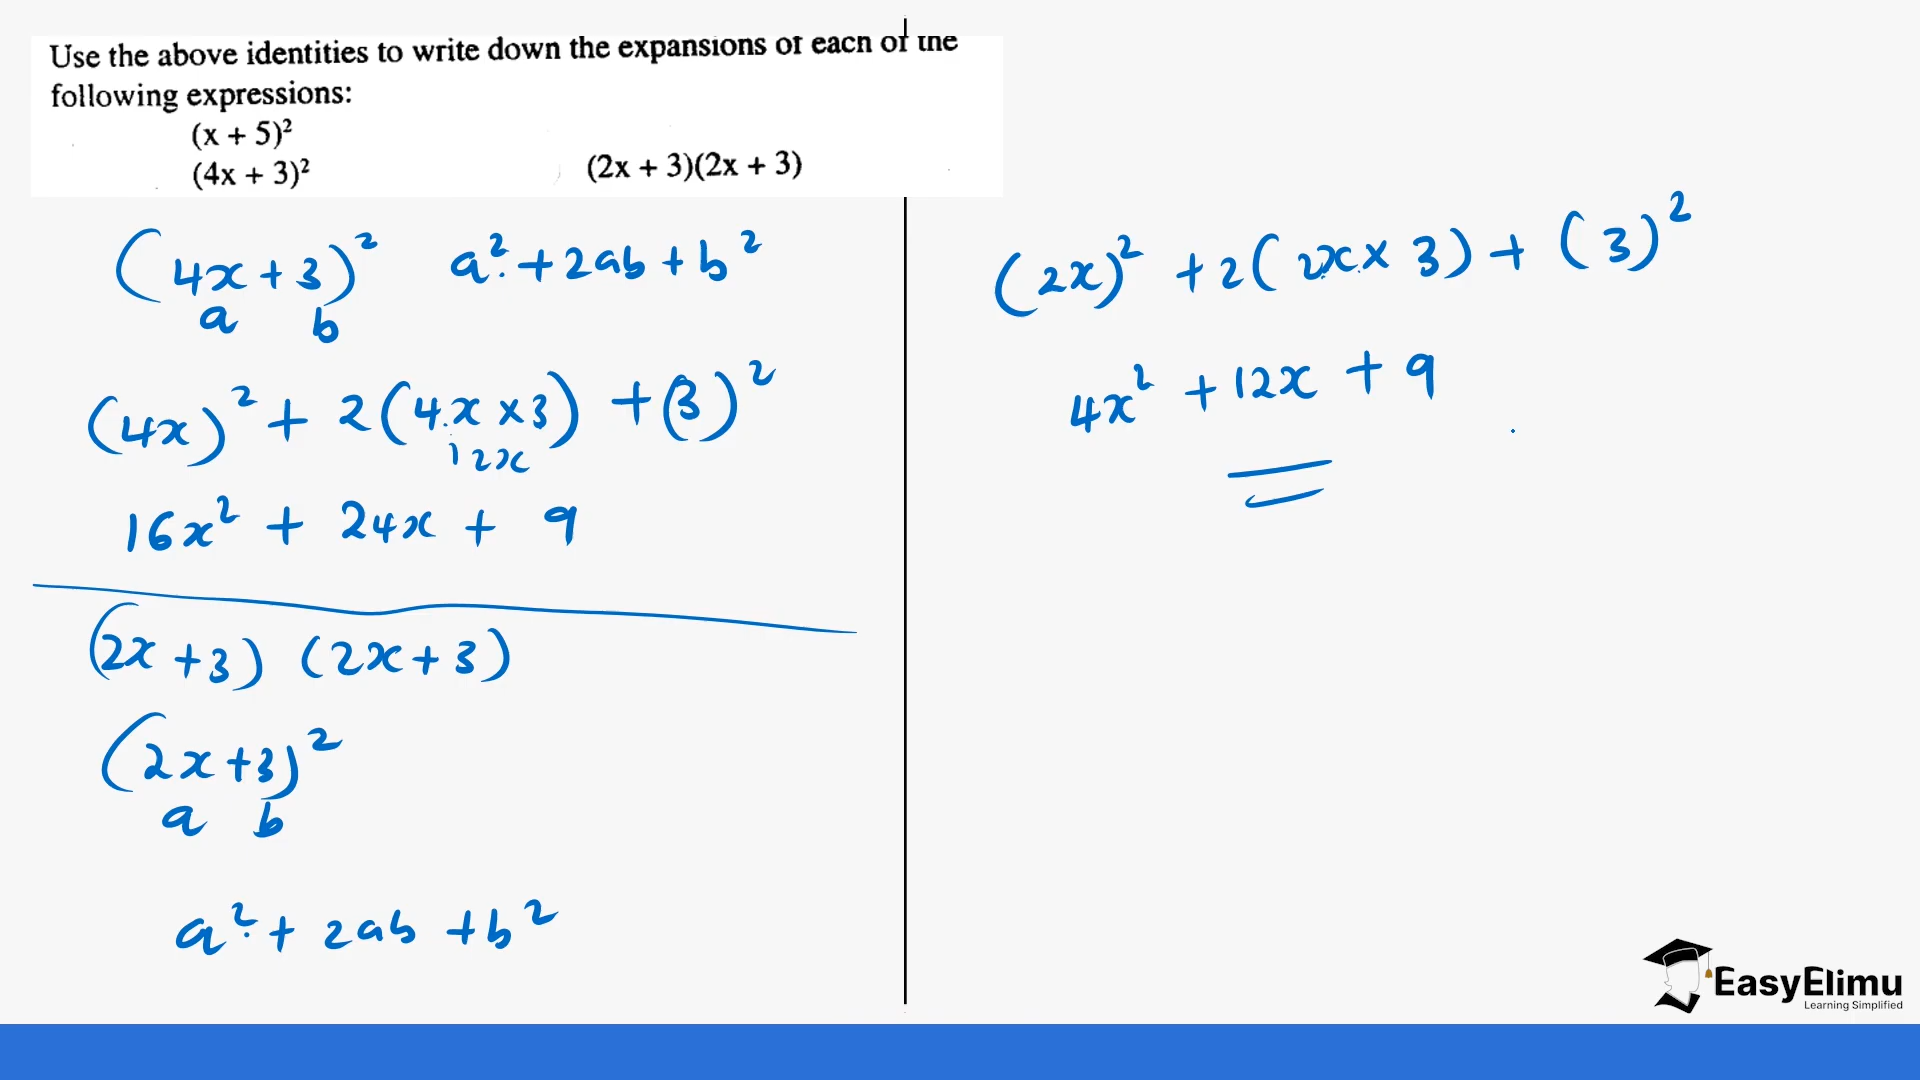 Use the above identities to write down the expansions of each of the
following expressions:
(x + 5)²
(4x + 3)²
(2x + 3)(2x + 3)
(4x + 3)² a² + 2ab + b²
a b
(4x)² + 2(4x × 3) + (3)²
12x
16x² + 24x + 9
(2x + 3) (2x + 3)
(2x + 3)²
a b
a² + 2ab + b²
(2x)² + 2(2x × 3) + (3)²
4x² + 12x + 9
EasyElimu
Learning Simplified